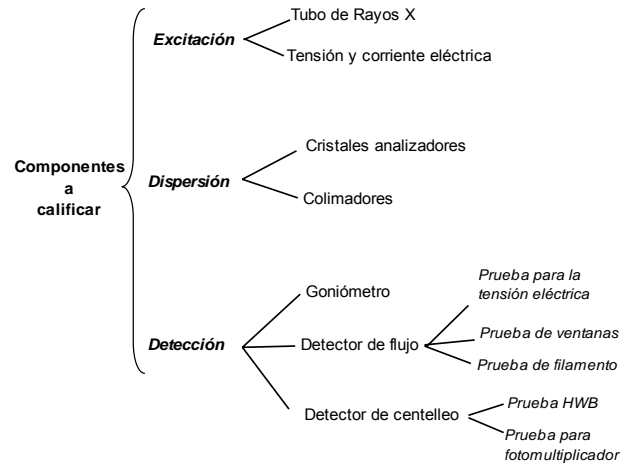 Tubo de Rayos X
Excitación
Tensión y corriente eléctrica
Componentes
a
calificar
Cristales analizadores
Dispersión
Colimadores
Goniómetro
Prueba para la
tensión eléctrica
Detección
Detector de flujo
Prueba de ventanas
Prueba de filamento
Detector de centelleo
Prueba HWB
Prueba para
fotomultiplicador